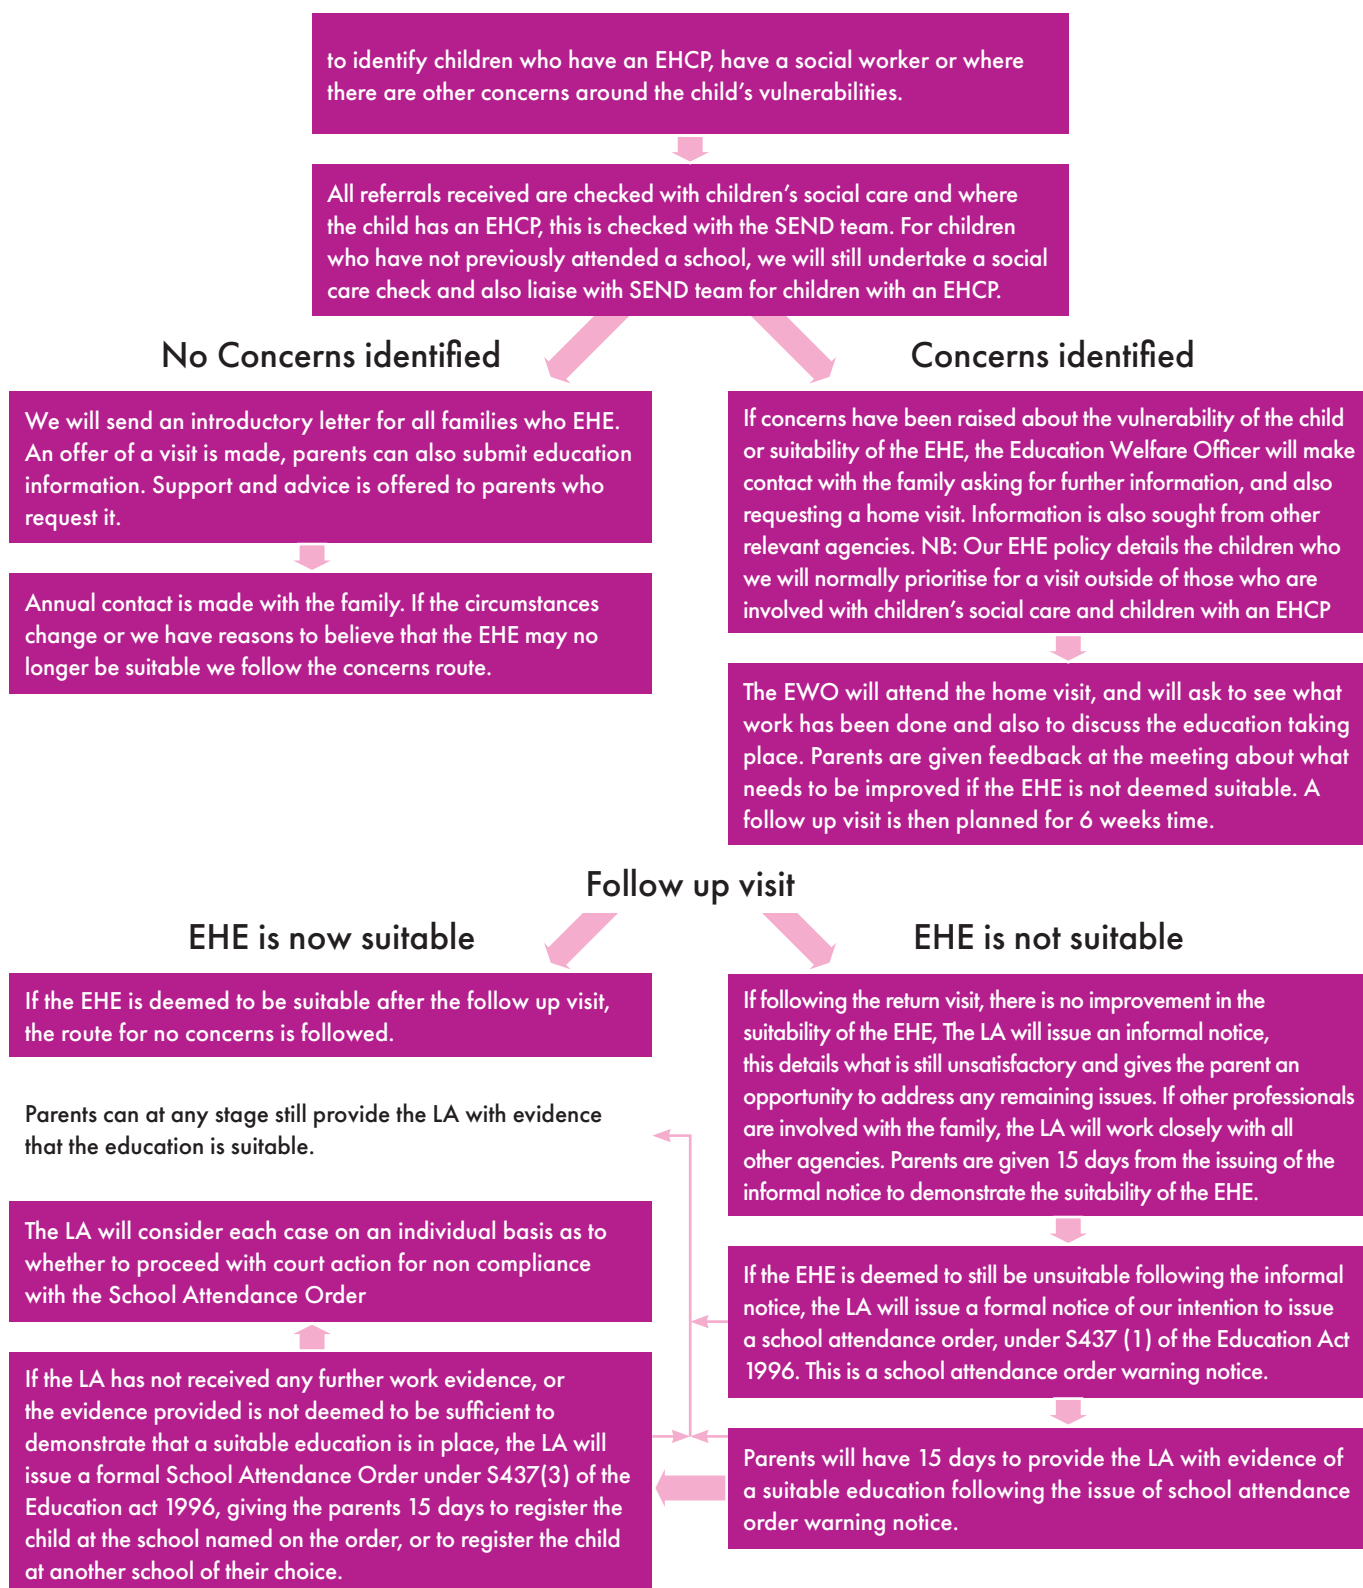 to identify children who have an EHCP, have a social worker or where
there are other concerns around the child’s vulnerabilities.
All referrals received are checked with children’s social care and where
the child has an EHCP, this is checked with the SEND team. For children
who have not previously attended a school, we will still undertake a social
care check and also liaise with SEND team for children with an EHCP.
No Concerns identified
We will send an introductory letter for all families who EHE.
An offer of a visit is made, parents can also submit education
information. Support and advice is offered to parents who
request it.
Annual contact is made with the family. If the circumstances
change or we have reasons to believe that the EHE may no
longer be suitable we follow the concerns route.
Concerns identified
If concerns have been raised about the vulnerability of the child
or suitability of the EHE, the Education Welfare Officer will make
contact with the family asking for further information, and also
requesting a home visit. Information is also sought from other
relevant agencies. NB: Our EHE policy details the children who
we will normally prioritise for a visit outside of those who are
involved with children’s social care and children with an EHCP
The EWO will attend the home visit, and will ask to see what
work has been done and also to discuss the education taking
place. Parents are given feedback at the meeting about what
needs to be improved if the EHE is not deemed suitable. A
follow up visit is then planned for 6 weeks time.
Follow up visit
EHE is now suitable
If the EHE is deemed to be suitable after the follow up visit,
the route for no concerns is followed.
EHE is not suitable
If following the return visit, there is no improvement in the
suitability of the EHE, The LA will issue an informal notice,
this details what is still unsatisfactory and gives the parent an
opportunity to address any remaining issues. If other professionals
are involved with the family, the LA will work closely with all
other agencies. Parents are given 15 days from the issuing of the
informal notice to demonstrate the suitability of the EHE.
If the EHE is deemed to still be unsuitable following the informal
notice, the LA will issue a formal notice of our intention to issue
a school attendance order, under S437 (1) of the Education Act
1996. This is a school attendance order warning notice.
Parents will have 15 days to provide the LA with evidence of
a suitable education following the issue of school attendance
order warning notice.
Parents can at any stage still provide the LA with evidence
that the education is suitable.
The LA will consider each case on an individual basis as to
whether to proceed with court action for non compliance
with the School Attendance Order
If the LA has not received any further work evidence, or
the evidence provided is not deemed to be sufficient to
demonstrate that a suitable education is in place, the LA will
issue a formal School Attendance Order under S437(3) of the
Education act 1996, giving the parents 15 days to register the
child at the school named on the order, or to register the child
at another school of their choice.